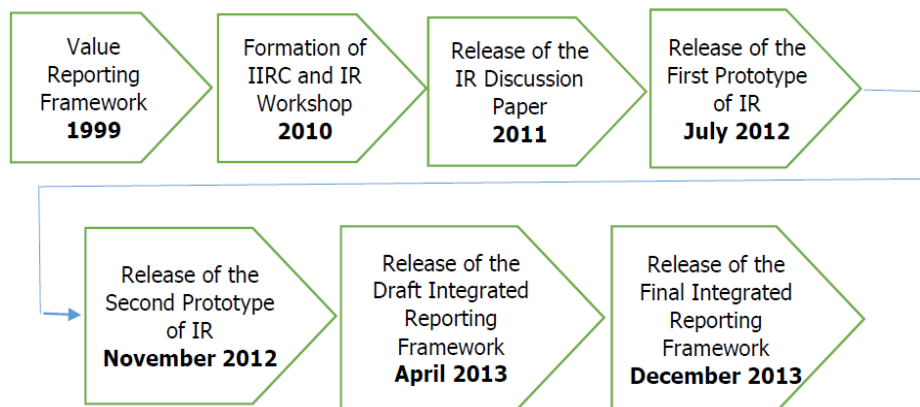 Value
Reporting
Framework
1999
Formation of
IIRC and IR
Workshop
2010
Release of the
IR Discussion
Paper
2011
Release of the
First Prototype
of IR
July 2012
Release of the
Second Prototype
of IR
November 2012
Release of the
Draft Integrated
Reporting
Framework
April 2013
Release of the
Final Integrated
Reporting
Framework
December 2013